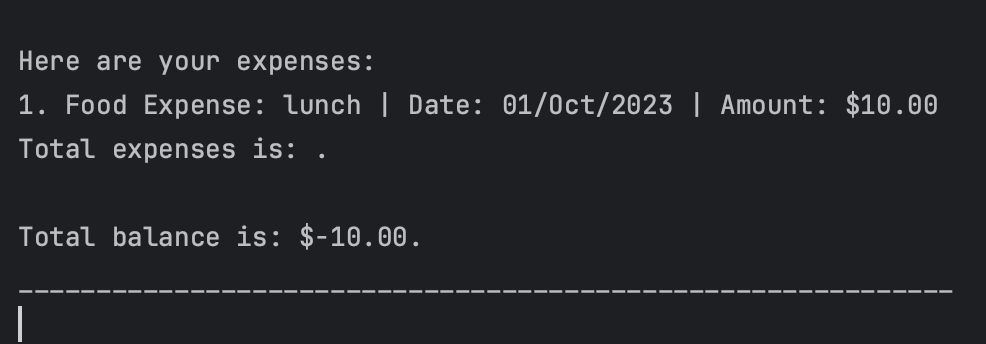 Here are your expenses:
1. Food Expense: lunch | Date: 01/Oct/2023 | Amount: $10.00
Total expenses is: .
Total balance is: $-10.00.
____________________________________________________________